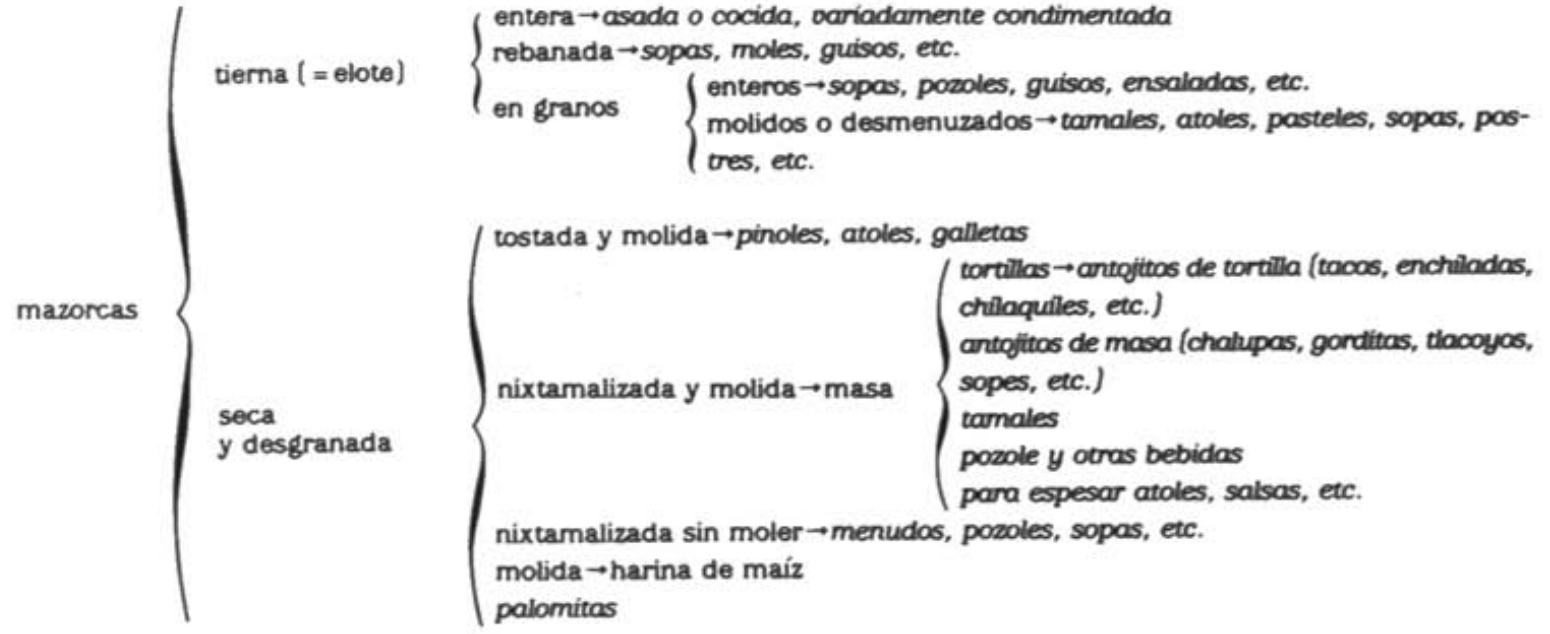 entera→asada o cocida, variadamente condimentada
rebanada→sopas, moles, guisos, etc.
tierna (=elote)
en granos
enteros→sopas, pozoles, guisos, ensaladas, etc.
molidos o desmenuzados→tamales, atoles, pasteles, sopas, pos-
tres, etc.
mazorcas
tostada y molida→pinoles, atoles, galletas
seca
y desgranada
nixtamalizada y molida→masa
tortillas→antojitos de tortilla (tacos, enchiladas,
chilaquiles, etc.)
antojitos de masa (chalupas, gorditas, tlacoyos,
sopes, etc.)
tamales
pozole y otras bebidas
para espesar atoles, salsas, etc.
nixtamalizada sin moler→menudos, pozoles, sopas, etc.
molida→harina de maíz
palomitas